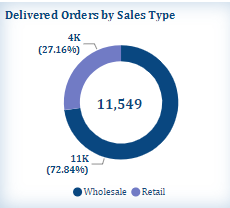 Delivered Orders by Sales Type
4K
(27.16%)
11,549
11K
(72.84%)
Wholesale Retail